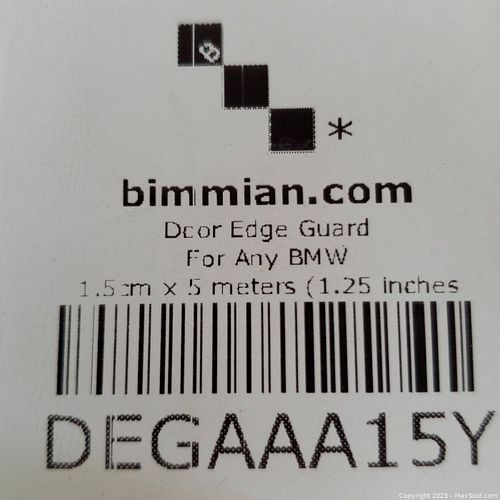 *
bimmian.com
Door Edge Guard
For Any BMW
1.5cm x 5 meters (1.25 inches
DEGAAA15Y
Copyright 2023 - MaxSold.com